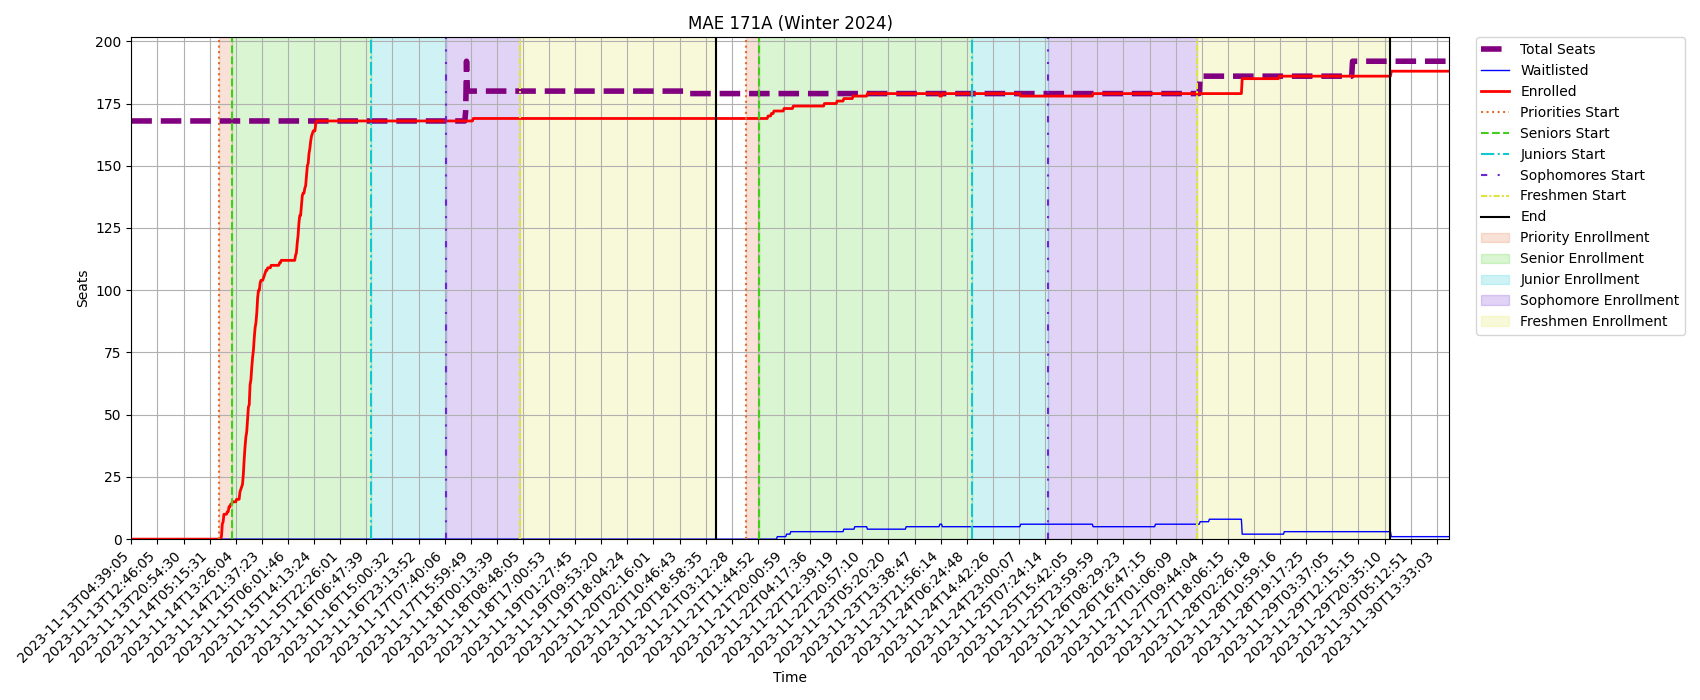 MAE 171A (Winter 2024)
200
175
150
125
100
75
50
25
0
Seats
2023-11-13T04:39:05
2023-11-13T12:46:05
2023-11-13T20:54:30
2023-11-14T05:15:31
2023-11-14T13:26:04
2023-11-14T21:37:23
2023-11-15T06:01:46
2023-11-15T14:13:24
2023-11-15T22:26:01
2023-11-16T06:47:39
2023-11-16T15:00:32
2023-11-16T23:13:52
2023-11-17T07:40:06
2023-11-17T15:59:49
2023-11-18T00:13:39
2023-11-18T08:48:05
2023-11-18T17:00:53
2023-11-19T01:27:45
2023-11-19T09:53:20
2023-11-19T18:04:24
2023-11-20T02:16:01
2023-11-20T10:46:43
2023-11-20T18:58:35
2023-11-21T03:12:28
2023-11-21T11:44:52
2023-11-21T20:00:59
2023-11-22T04:17:36
2023-11-22T12:39:19
2023-11-22T20:57:10
2023-11-23T05:20:20
2023-11-23T13:38:47
2023-11-23T21:56:14
2023-11-24T06:24:48
2023-11-24T14:42:26
2023-11-24T23:00:07
2023-11-25T07:24:14
2023-11-25T15:42:05
2023-11-25T23:59:59
2023-11-26T08:29:23
2023-11-26T16:47:15
2023-11-27T01:06:09
2023-11-27T09:44:04
2023-11-27T18:06:15
2023-11-28T02:26:18
2023-11-28T10:59:16
2023-11-28T19:17:25
2023-11-29T03:37:05
2023-11-29T12:15:15
2023-11-29T20:35:10
2023-11-30T05:12:51
2023-11-30T13:33:03
Time
Total Seats
Waitlisted
Enrolled
Priorities Start
Seniors Start
Juniors Start
Sophomores Start
Freshmen Start
End
Priority Enrollment
Senior Enrollment
Junior Enrollment
Sophomore Enrollment
Freshmen Enrollment